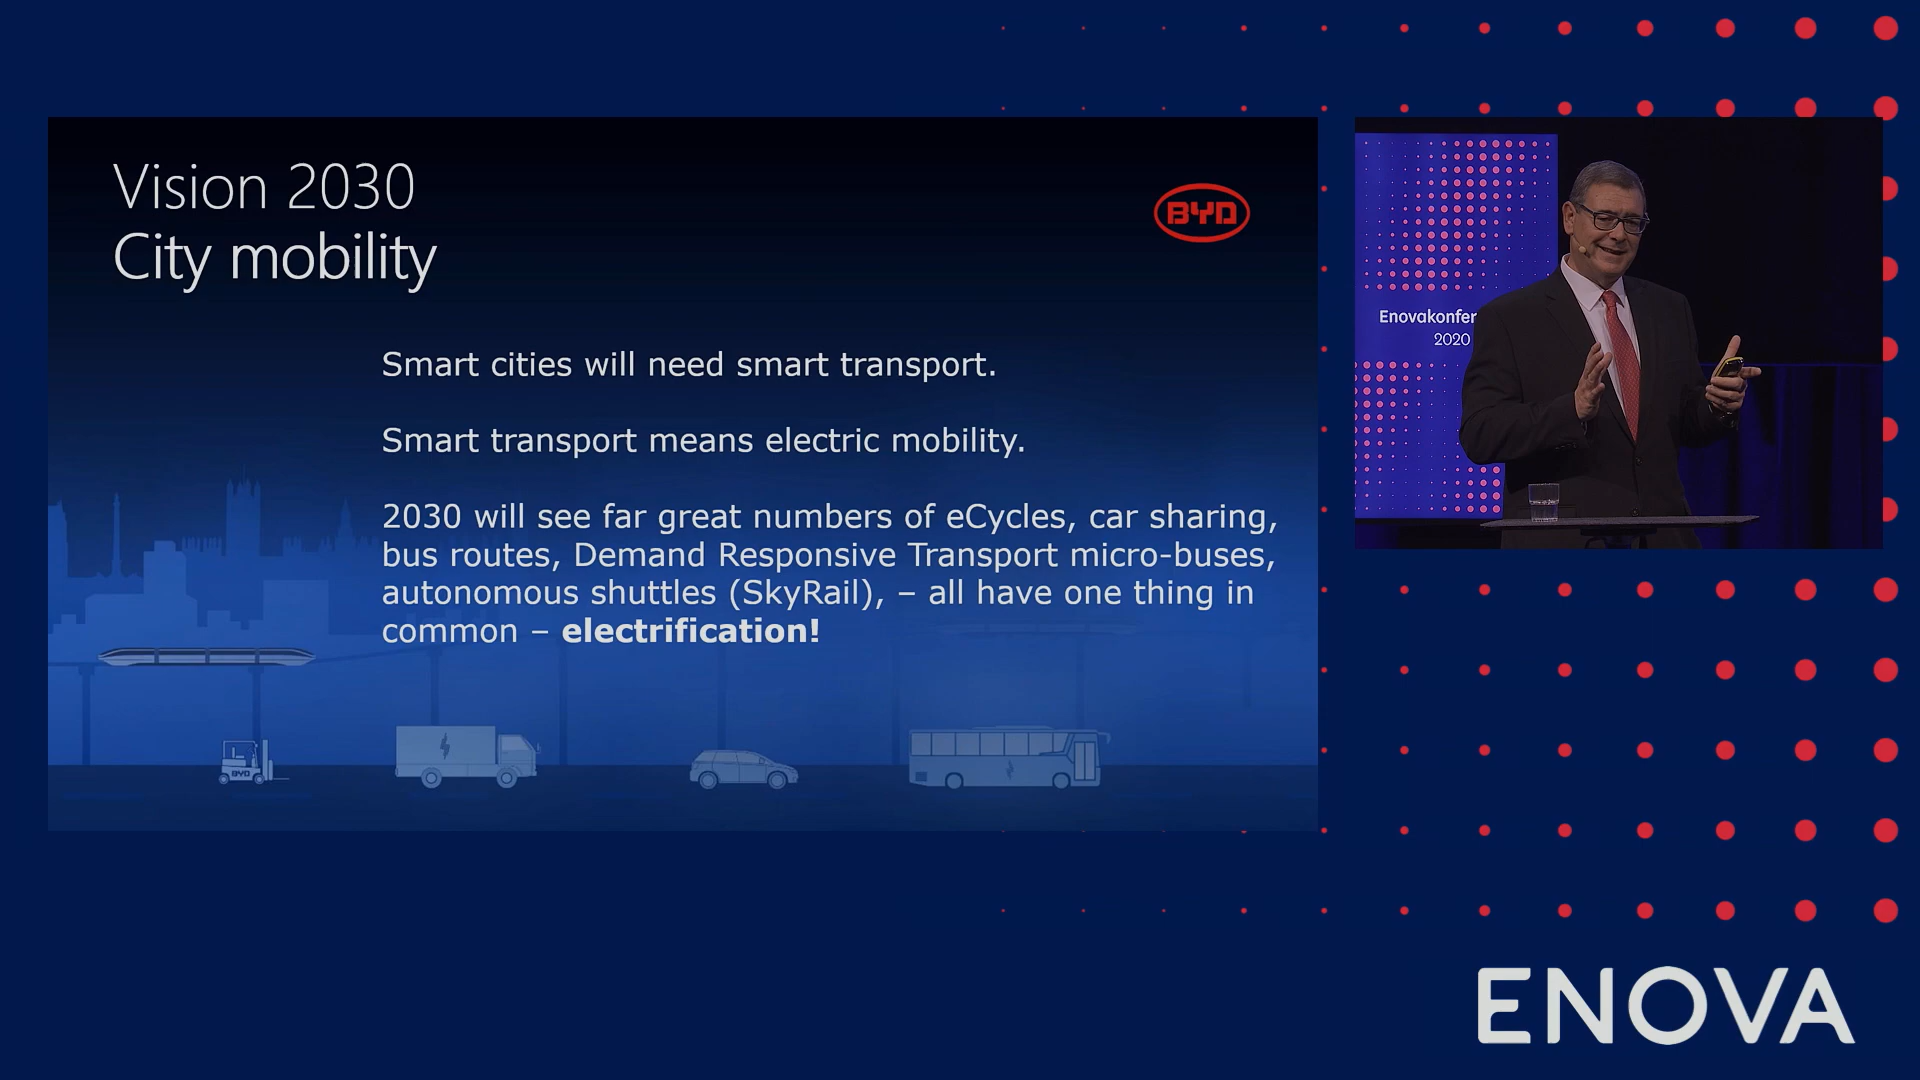 Vision 2030
City mobility
BYD
Smart cities will need smart transport.
Smart transport means electric mobility.
2030 will see far great numbers of eCycles, car sharing,
bus routes, Demand Responsive Transport micro-buses,
autonomous shuttles (SkyRail), – all have one thing in
common – electrification!
BYD
Enovakonfer
2020
ENOVA